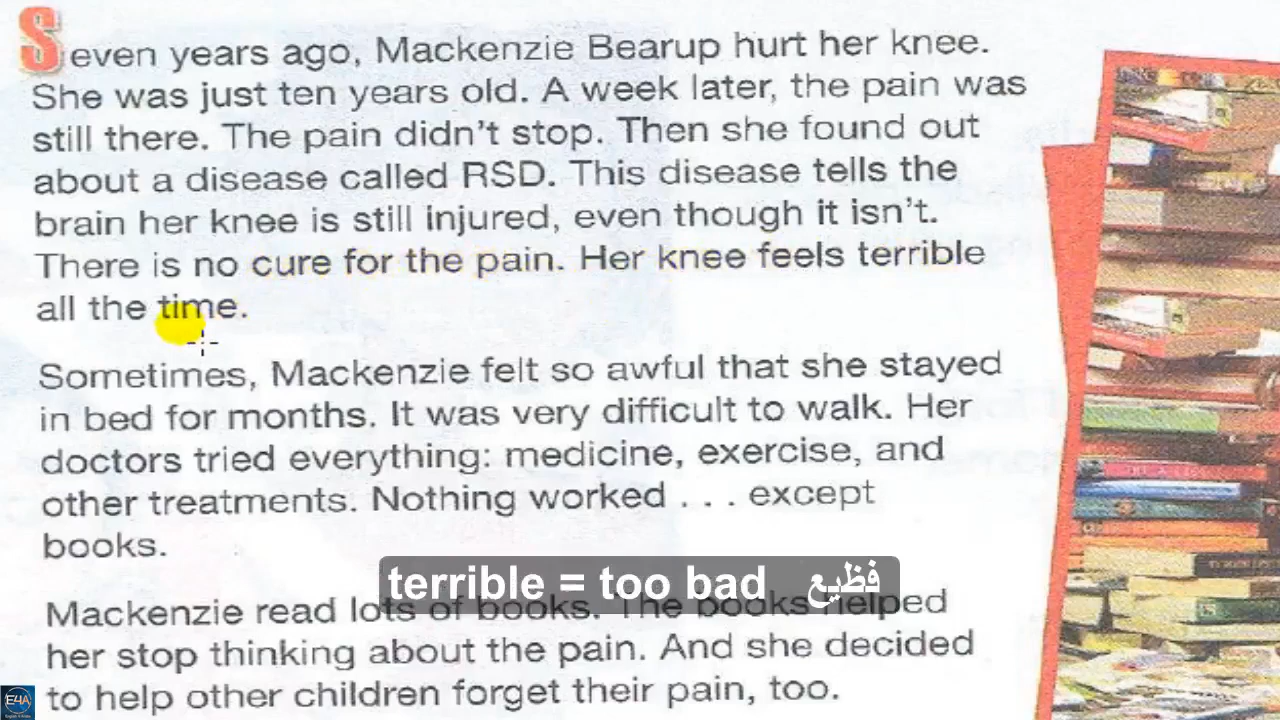 Seven years ago, Mackenzie Bearup hurt her knee.
She was just ten years old. A week later, the pain was
still there. The pain didn't stop. Then she found out
about a disease called RSD. This disease tells the
brain her knee is still injured, even though it isn't.
There is no cure for the pain. Her knee feels terrible
all the time.
Sometimes, Mackenzie felt so awful that she stayed
in bed for months. It was very difficult to walk. Her
doctors tried everything: medicine, exercise, and
other treatments. Nothing worked . . . except
books.
terrible = too bad فظيع
Mackenzie read lots of books. The books helped
her stop thinking about the pain. And she decided
to help other children forget their pain, too.
E4A